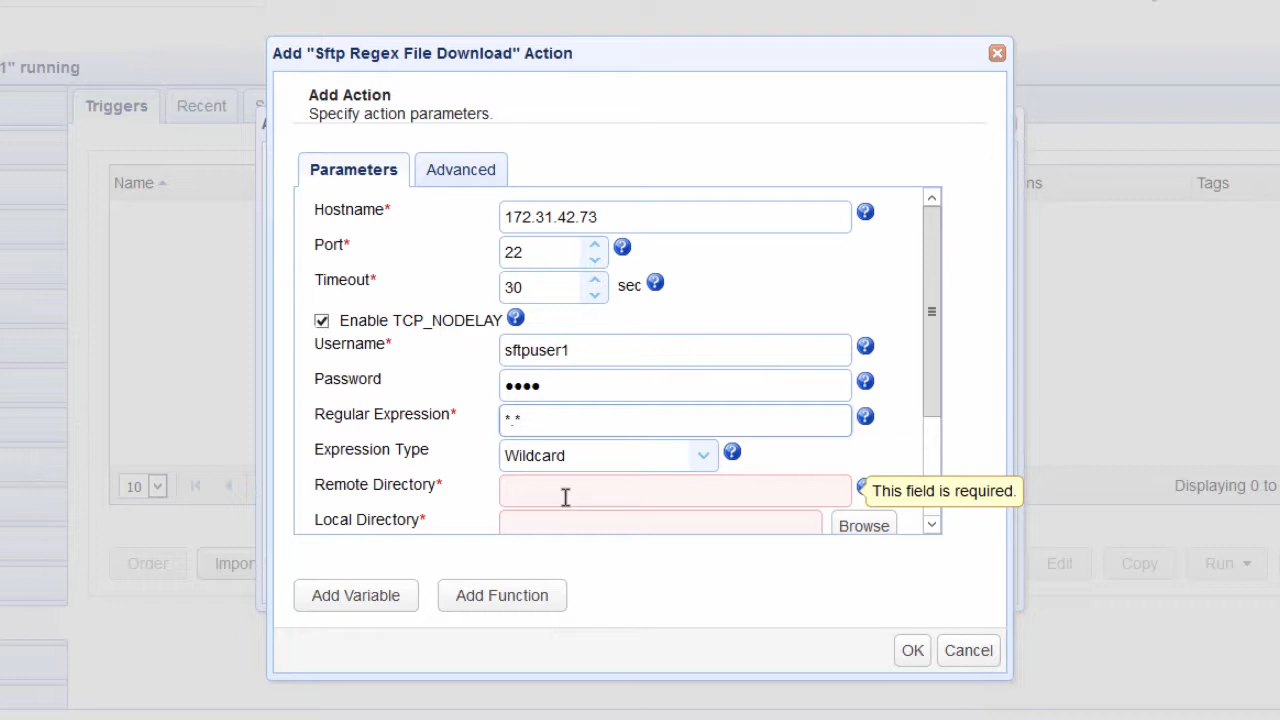 Add "Sftp Regex File Download" Action
1" running
Add Action
Specify action parameters.
Triggers
Recent
Parameters
Advanced
Name
Tags
Hostname*
172.31.42.73
Port*
22
Timeout*
30
sec
Enable TCP_NODELAY
Username*
sftpuser1
Password
••••
Regular Expression*
*.*
Expression Type
Wildcard
Remote Directory*
This field is required.
10
Displaying 0 to
Local Directory*
Browse
Order
Impor
Edit
Copy
Run
Add Variable
Add Function
OK
Cancel